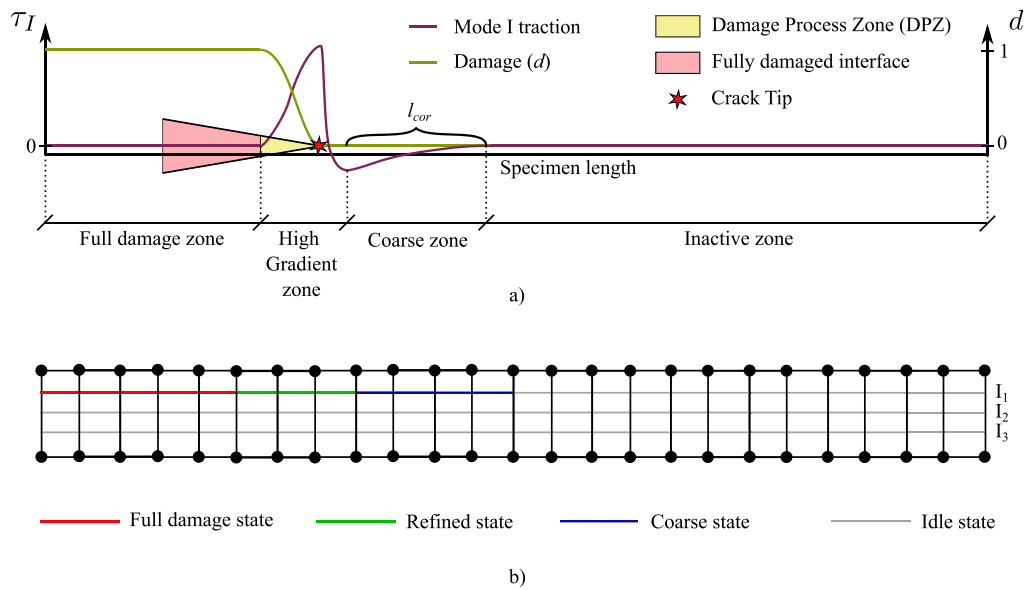 τI
Mode I traction
Damage (d)
Damage Process Zone (DPZ)
Fully damaged interface
Crack Tip
d
1
0
0
lcor
Specimen length
Full damage zone
High
Gradient
zone
Coarse zone
Inactive zone
a)
I1
I2
I3
Full damage state
Refined state
Coarse state
Idle state
b)